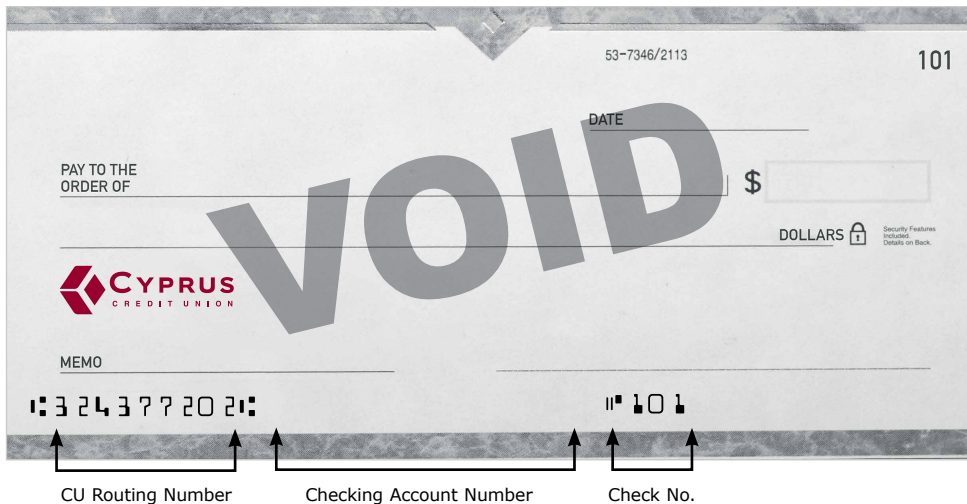 53-7346/2113
101
DATE
PAY TO THE
ORDER OF
$
DOLLARS
Security Features
Included.
Details on Back.
VOID
CYPRUS
CREDIT UNION
MEMO
⑆324377202⑆ ⑈101
CU Routing Number Checking Account Number Check No.